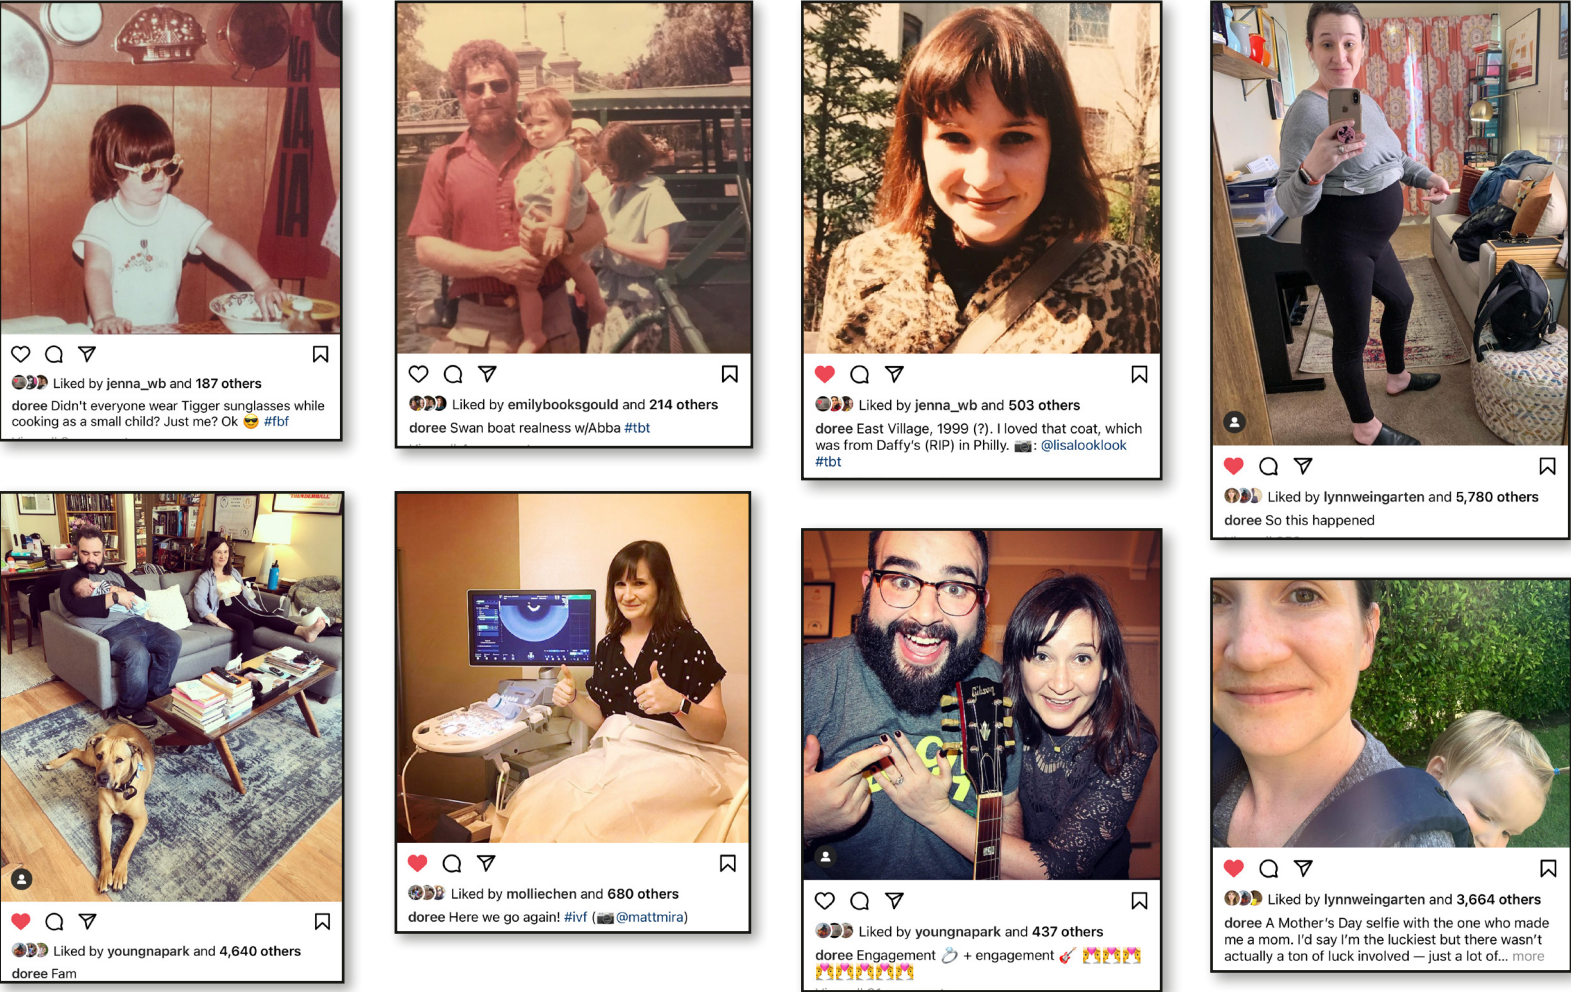 Liked by jenna_wb and 187 others
doree Didn't everyone wear Tigger sunglasses while
cooking as a small child? Just me? Ok 😎 #fbf
Liked by emilybooksgould and 214 others
doree Swan boat realness w/Abba #tbt
Liked by jenna_wb and 503 others
doree East Village, 1999 (?). I loved that coat, which
was from Daffy's (RIP) in Philly. 📷: @lisalooklook
#tbt
Liked by lynnweingarten and 5,780 others
doree So this happened
Liked by youngnapark and 4,640 others
doree Fam
Liked by molliechen and 680 others
doree Here we go again! #ivf (📷@mattmira)
Gibson
Liked by youngnapark and 437 others
doree Engagement 💍 + engagement 🎸 💏💏💏
💏💏💏💏💏
Liked by lynnweingarten and 3,664 others
doree A Mother's Day selfie with the one who made
me a mom. I'd say I'm the luckiest but there wasn't
actually a ton of luck involved — just a lot of... more